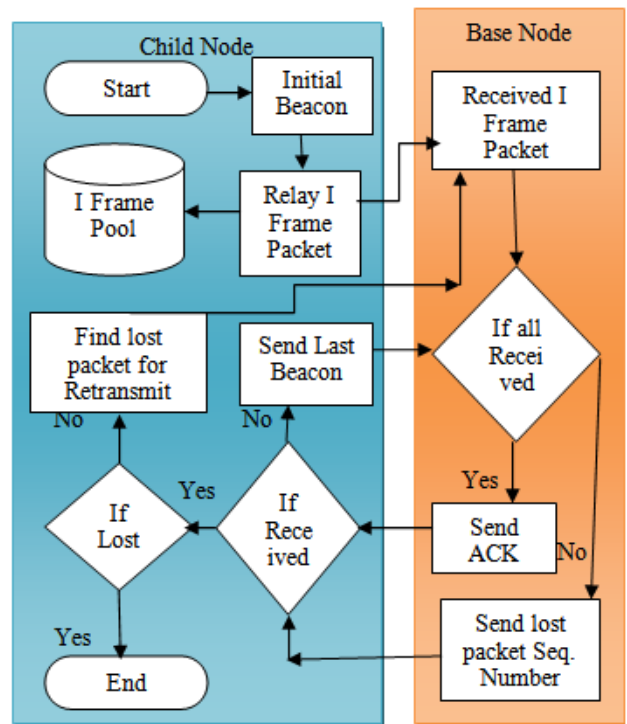 Child Node
Base Node
Start
Initial
Beacon
Received I
Frame
Packet
I Frame
Pool
Relay I
Frame
Packet
Find lost
packet for
Retransmit
Send Last
Beacon
If all
Recei
ved
No
No
Yes
Yes
If
Lost
If
Rece
ived
Send
ACK
No
Yes
End
Send lost
packet Seq.
Number